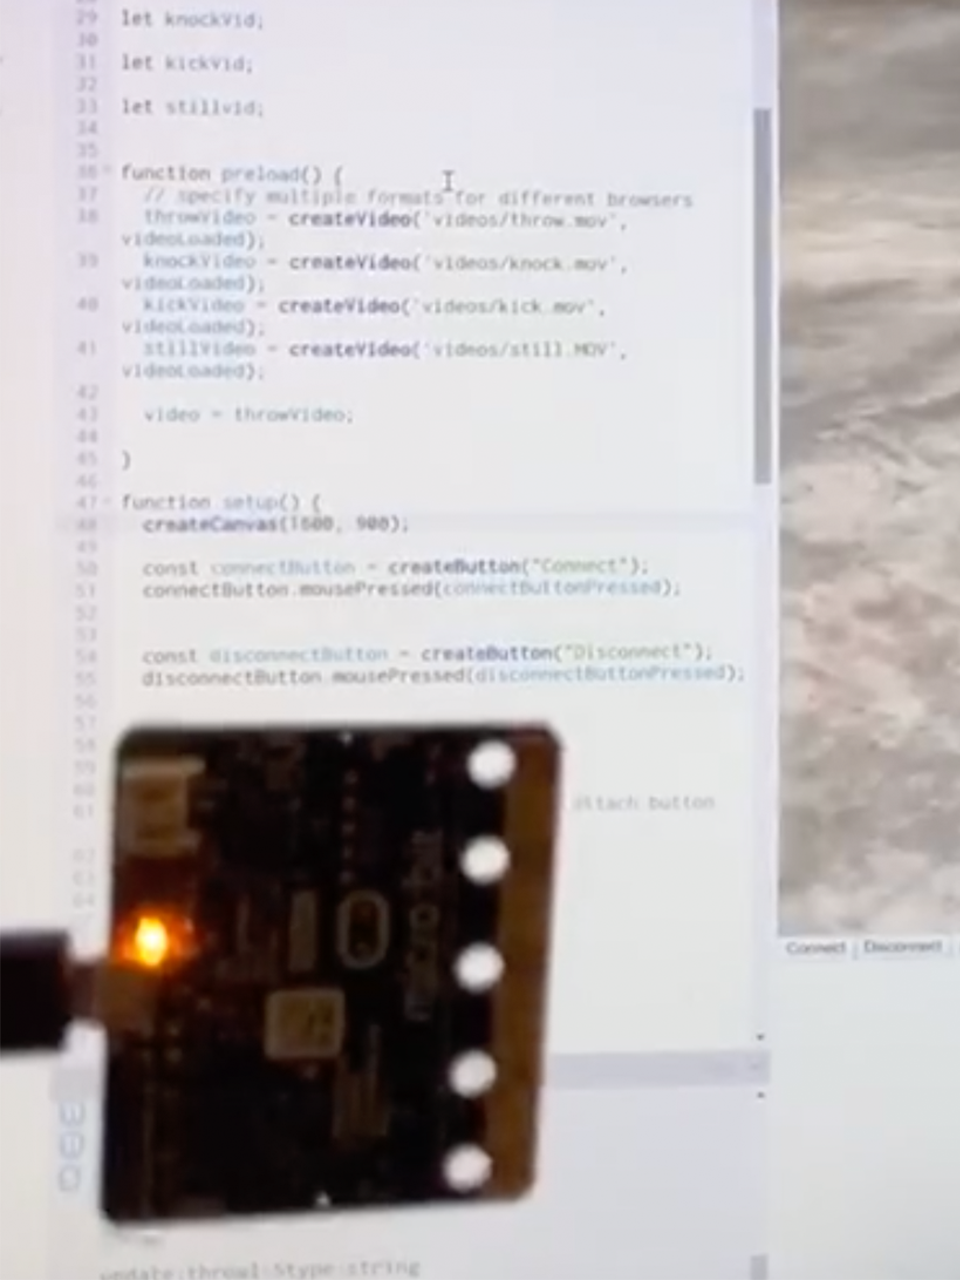 29 let knockVid;
30
31 let kickVid;
32
33 let stillvid;
34
35
36 function preload() {
37 // specify multiple formats for different browsers
38 throwVideo = createVideo('videos/throw.mov',
videoLoaded);
39 knockVideo = createVideo('videos/knock.mov',
videoLoaded);
40 kickVideo = createVideo('videos/kick.mov',
videoLoaded);
41 stillVideo = createVideo('videos/still.MOV',
videoLoaded);
42
43 video = throwVideo;
44
45 }
46
47 function setup() {
48 createCanvas(1600, 900);
49
50 const connectButton = createButton("Connect");
51 connectButton.mousePressed(connectButtonPressed);
52
53
54 const disconnectButton = createButton("Disconnect");
55 disconnectButton.mousePressed(disconnectButtonPressed);
56
57
58
59
60 button
61
62
63
64
micro:bit
Connect Disconnect
string